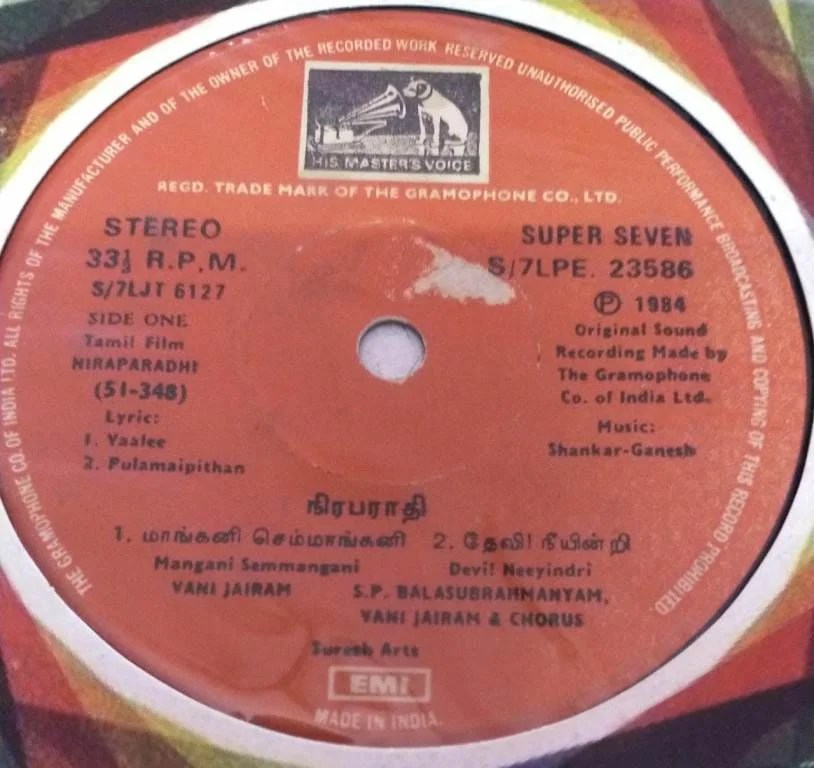 THE GRAMOPHONE CO. OF INDIA LTD. ALL RIGHTS OF THE MANUFACTURER AND OF THE OWNER OF THE RECORDED WORK RESERVED UNAUTHORISED PUBLIC PERFORMANCE BROADCASTING AND COPYING OF THIS RECORD PROHIBITED
HIS MASTER'S VOICE
REGD. TRADE MARK OF THE GRAMOPHONE CO., LTD.
STEREO
33⅓ R.P.M.
S/7LJT 6127
SIDE ONE
Tamil Film
NIRAPARADHI
(51-348)
Lyric:
1. Vaalee
2. Pulamaipithan
SUPER SEVEN
S/7LPE. 23586
℗ 1984
Original Sound
Recording Made by
The Gramophone
Co. of India Ltd.
Music:
Shankar-Ganesh
நிரபராதி
1. மாங்கனி செம்மாங்கனி 2. தேவி! நீயின்றி
Mangani Semmangani Devi! Neeyindri
VANI JAIRAM S.P. BALASUBRAHMANYAM,
VANI JAIRAM & CHORUS
Suresh Arts
EMI
MADE IN INDIA.